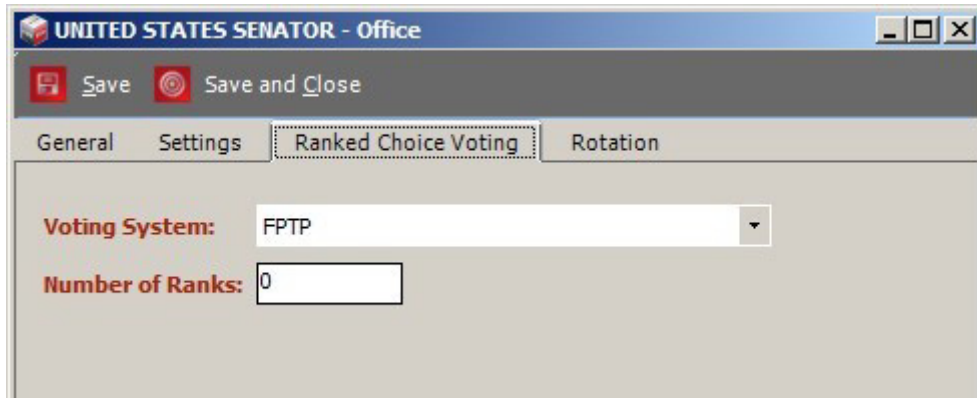 UNITED STATES SENATOR - Office
Save Save and Close
General Settings Ranked Choice Voting Rotation
Voting System: FPTP
Number of Ranks: 0